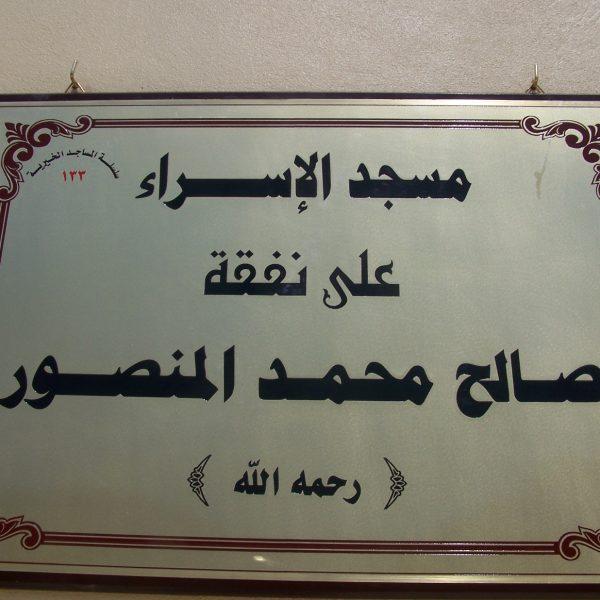 سلسلة المساجد الخيرية
١٣٣
مسجد الإسراء
على نفقة
صالح محمد المنصور
رحمه الله